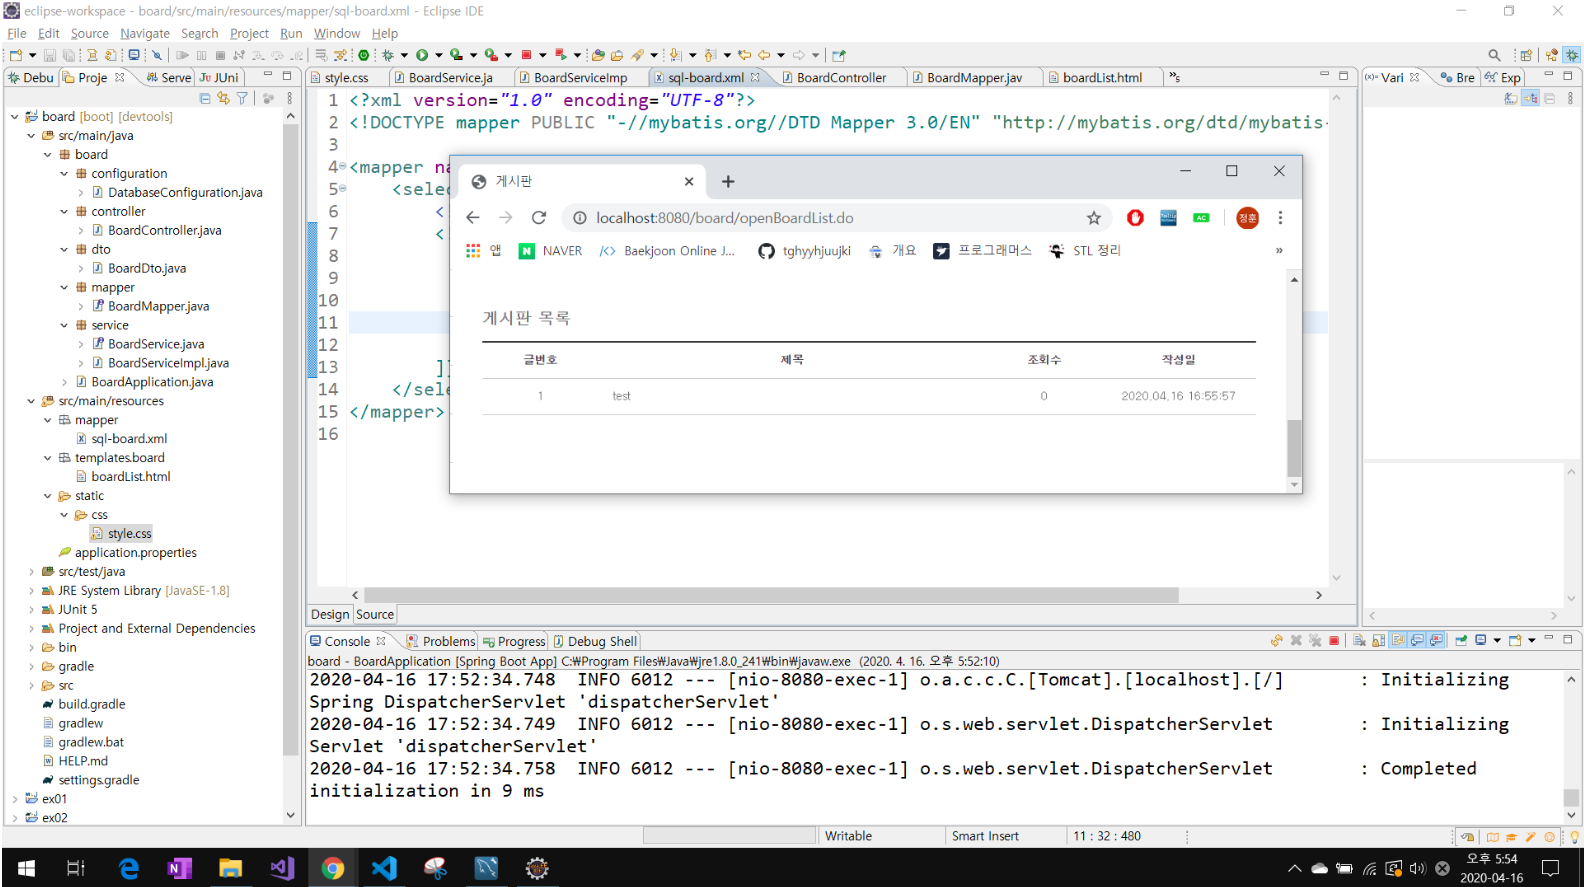 eclipse-workspace - board/src/main/resources/mapper/sql-board.xml - Eclipse IDE
File Edit Source Navigate Search Project Run Window Help
Debu Proje Serve JUni
style.css BoardService.ja BoardServiceImp sql-board.xml BoardController BoardMapper.jav boardList.html »5
Vari Bre Exp
board [boot] [devtools]
src/main/java
board
configuration
DatabaseConfiguration.java
controller
BoardController.java
dto
BoardDto.java
mapper
BoardMapper.java
service
BoardService.java
BoardServiceImpl.java
BoardApplication.java
src/main/resources
mapper
sql-board.xml
templates.board
boardList.html
static
css
style.css
application.properties
src/test/java
JRE System Library [JavaSE-1.8]
JUnit 5
Project and External Dependencies
bin
gradle
src
build.gradle
gradlew
gradlew.bat
HELP.md
settings.gradle
ex01
ex02
1 <?xml version="1.0" encoding="UTF-8"?>
2 <!DOCTYPE mapper PUBLIC "-//mybatis.org//DTD Mapper 3.0/EN" "http://mybatis.org/dtd/mybatis-
3
4 <mapper na
5 <selec
6 <
7 <
8
9
10
11
12
13 ]]
14 </sele
15 </mapper>
16
게시판
localhost:8080/board/openBoardList.do
AC
정훈
앱 NAVER Baekjoon Online J... tghyyhjuujki 개요 프로그래머스 STL 정리 »
게시판 목록
글번호 제목 조회수 작성일
1 test 0 2020.04.16 16:55:57
Design Source
Console Problems Progress Debug Shell
board - BoardApplication [Spring Boot App] C:₩Program Files₩Java₩jre1.8.0_241₩bin₩javaw.exe (2020. 4. 16. 오후 5:52:10)
2020-04-16 17:52:34.748 INFO 6012 --- [nio-8080-exec-1] o.a.c.c.C.[Tomcat].[localhost].[/] : Initializing
Spring DispatcherServlet 'dispatcherServlet'
2020-04-16 17:52:34.749 INFO 6012 --- [nio-8080-exec-1] o.s.web.servlet.DispatcherServlet : Initializing
Servlet 'dispatcherServlet'
2020-04-16 17:52:34.758 INFO 6012 --- [nio-8080-exec-1] o.s.web.servlet.DispatcherServlet : Completed
initialization in 9 ms
Writable Smart Insert 11 : 32 : 480
오후 5:54
2020-04-16